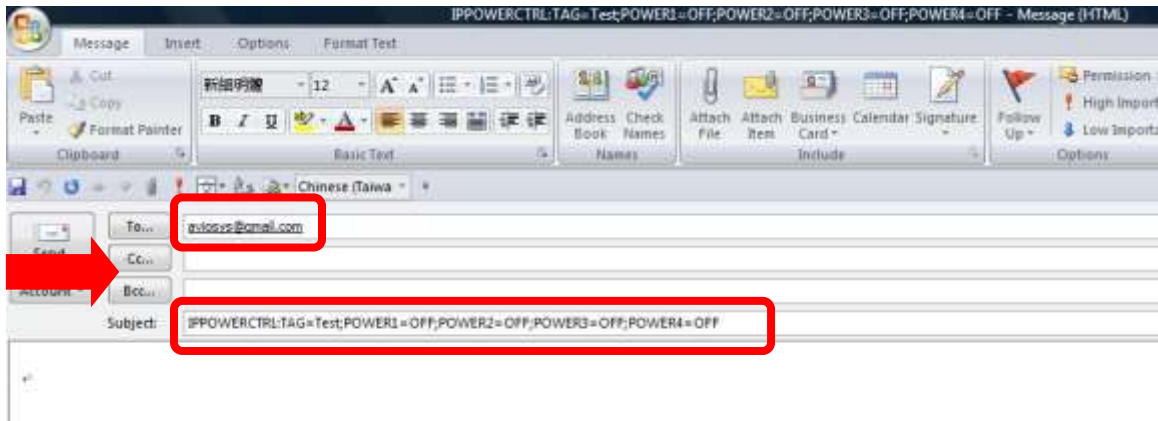 IPPOWERCTRL:TAG=Test;POWER1=OFF;POWER2=OFF;POWER3=OFF;POWER4=OFF - Message (HTML)
Message Insert Options Format Text
Cut
新細明體 12
Permission
Copy
High Import
Paste
Format Painter
B I U
Address Book
Check Names
Attach File
Attach Item
Business Card
Calendar
Signature
Follow Up
Low Importa
Clipboard Basic Text Names Include Options
Chinese (Taiwa
To... aviosys@gmail.com
Send
Cc...
Account
Bcc...
Subject: IPPOWERCTRL:TAG=Test;POWER1=OFF;POWER2=OFF;POWER3=OFF;POWER4=OFF